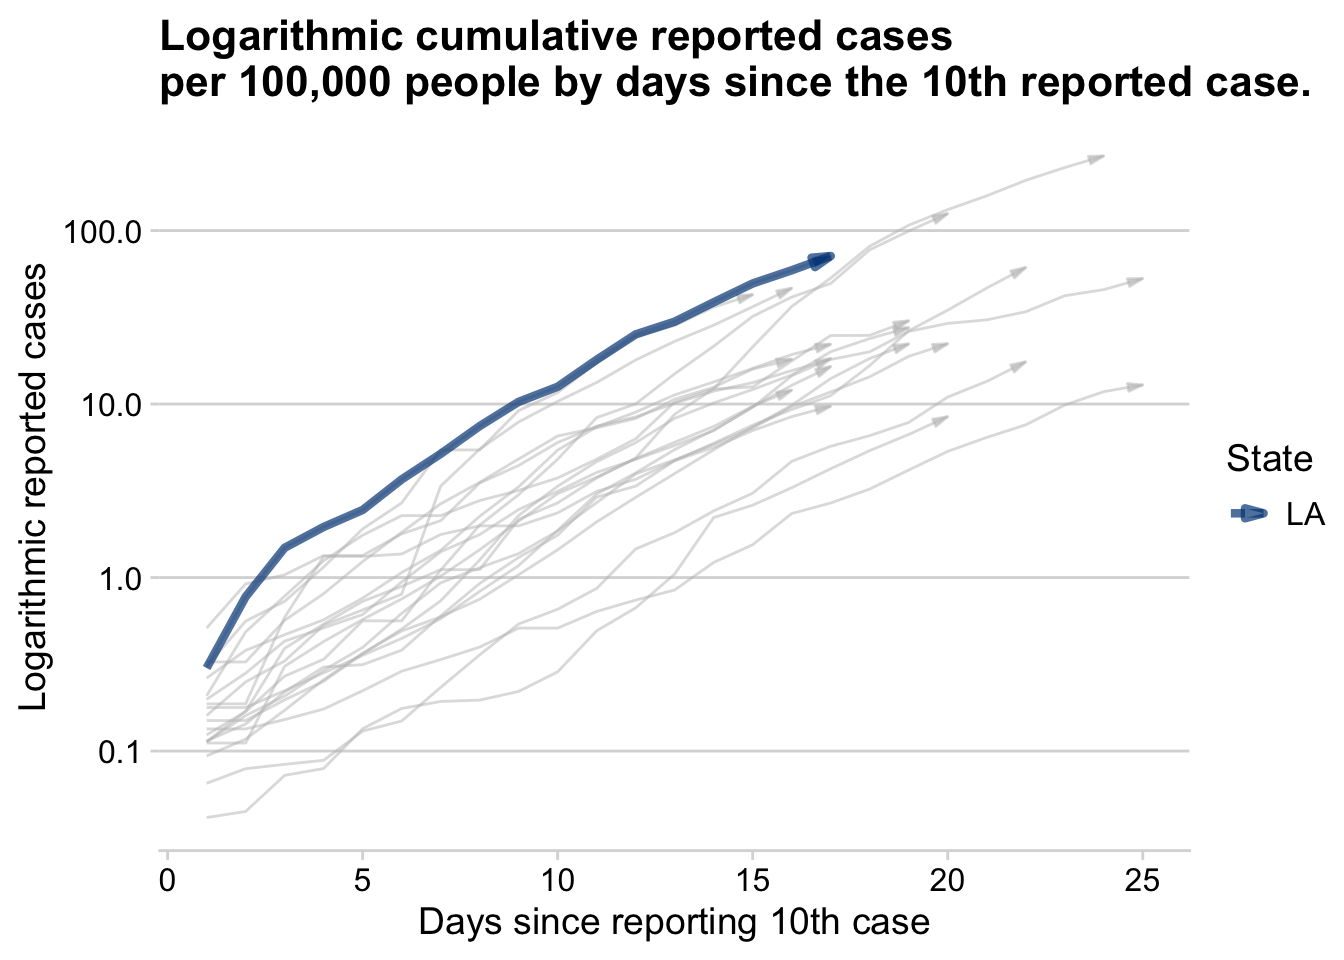 Logarithmic cumulative reported cases
per 100,000 people by days since the 10th reported case.
Logarithmic reported cases
100.0
10.0
1.0
0.1
0
5
10
15
20
25
Days since reporting 10th case
State
LA